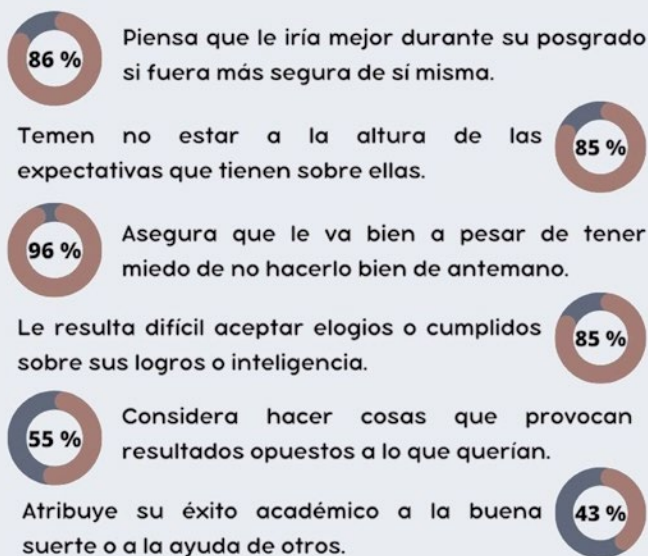 86 %
Piensa que le iría mejor durante su posgrado
si fuera más segura de sí misma.
Temen no estar a la altura de las
expectativas que tienen sobre ellas.
85 %
96 %
Asegura que le va bien a pesar de tener
miedo de no hacerlo bien de antemano.
Le resulta difícil aceptar elogios o cumplidos
sobre sus logros o inteligencia.
85 %
55 %
Considera hacer cosas que provocan
resultados opuestos a lo que querían.
Atribuye su éxito académico a la buena
suerte o a la ayuda de otros.
43 %